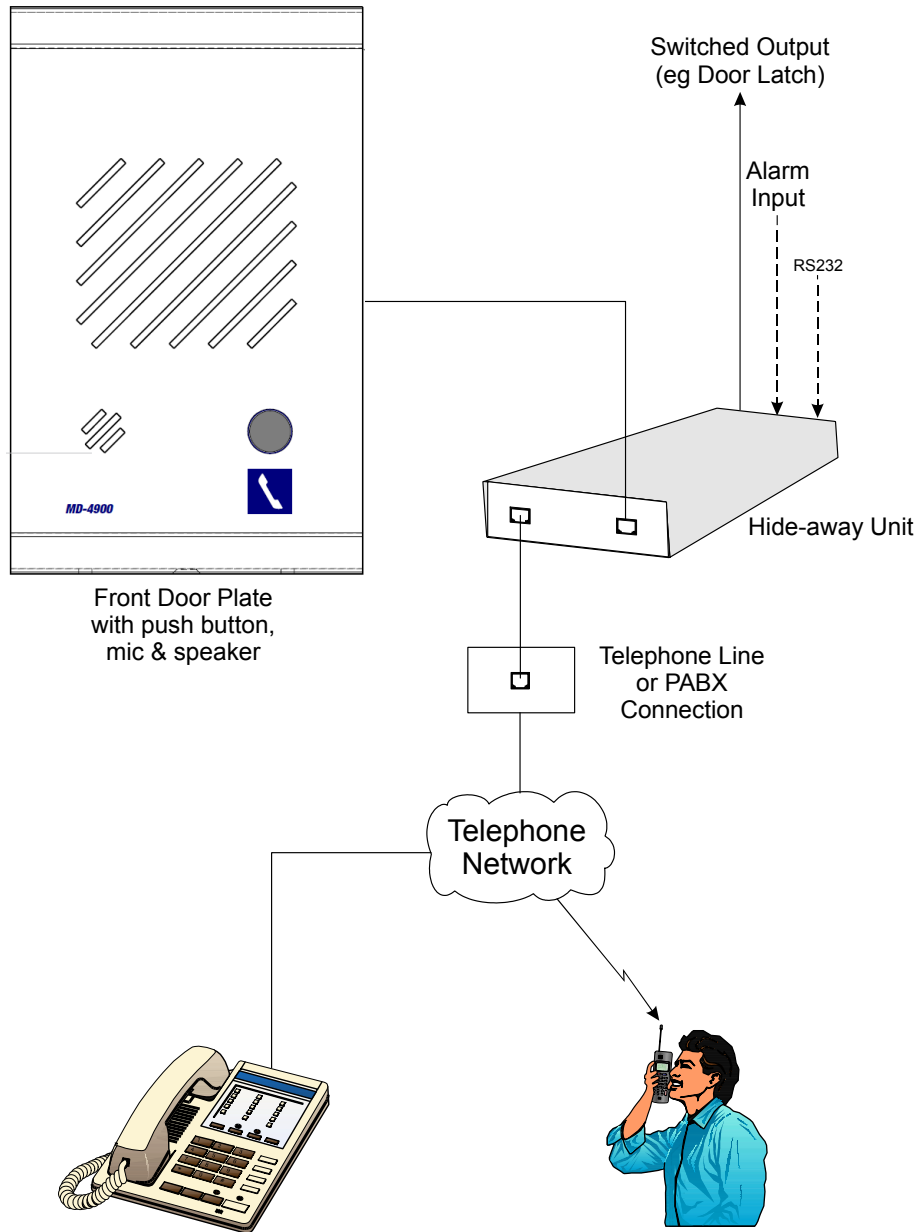 Switched Output
(eg Door Latch)
Alarm
Input
RS232
MD-4900
Hide-away Unit
Front Door Plate
with push button,
mic & speaker
Telephone Line
or PABX
Connection
Telephone
Network